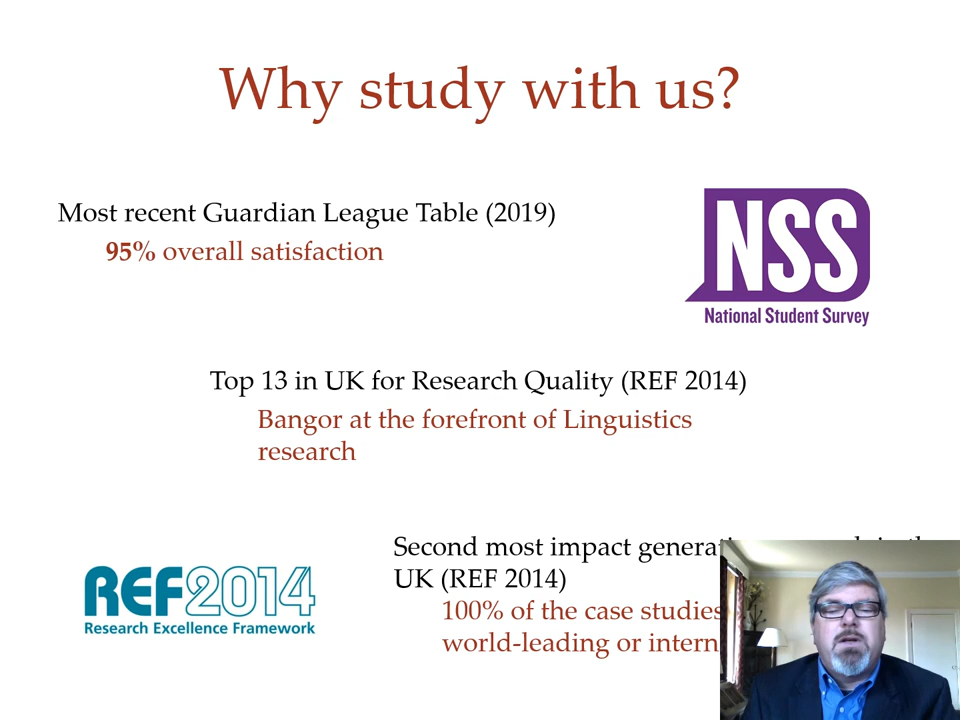 Why study with us?
Most recent Guardian League Table (2019)
95% overall satisfaction
NSS
National Student Survey
Top 13 in UK for Research Quality (REF 2014)
Bangor at the forefront of Linguistics
research
Second most impact
UK (REF 2014)
100% of the case studies
world-leading or
REF2014
Research Excellence Framework